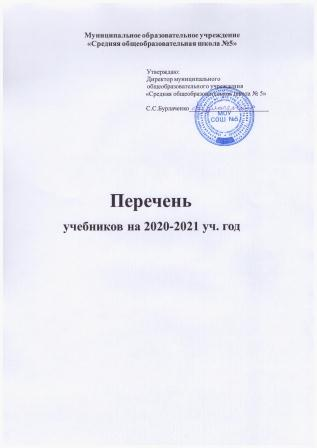 Муниципальное образовательное учреждение
«Средняя общеобразовательная школа №5»
Утверждаю:
Директор муниципального
общеобразовательного учреждения
«Средняя общеобразовательная школа № 5»
С.С.Бурлаченко
МОУ
СОШ №5
Перечень
учебников на 2020-2021 уч. год